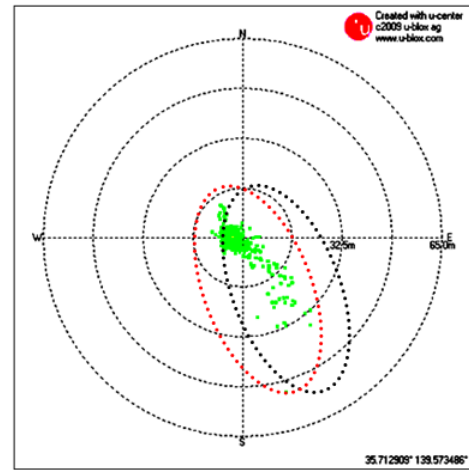 Created with u-center
c2009 u-blox ag
www.u-blox.com
N
W
32.5m
E
65.0m
S
35.712909° 139.573486°